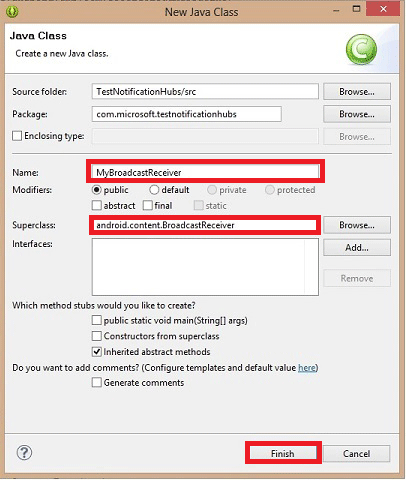 New Java Class
Java Class
Create a new Java class.
C
Source folder: TestNotificationHubs/src Browse...
Package: com.microsoft.testnotificationhubs Browse...
Enclosing type: Browse...
Name: MyBroadcastReceiver
Modifiers: public default private protected
abstract final static
Superclass: android.content.BroadcastReceiver Browse...
Interfaces: Add...
Remove
Which method stubs would you like to create?
public static void main(String[] args)
Constructors from superclass
Inherited abstract methods
Do you want to add comments? (Configure templates and default value here)
Generate comments
? Finish Cancel